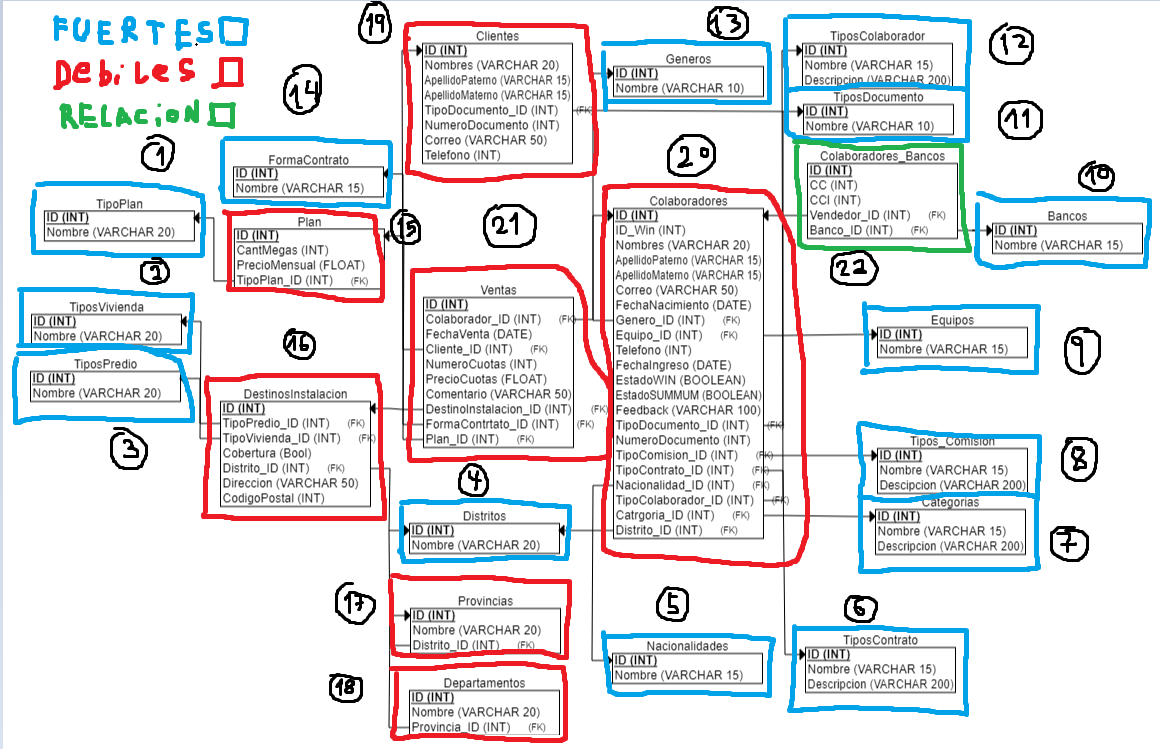 FUERTES
DebiLES
RELACION
19
Clientes
ID (INT)
Nombres (VARCHAR 20)
ApellidoPaterno (VARCHAR 15)
ApellidoMaterno (VARCHAR 15)
TipoDocumento_ID (INT) (FK)
NumeroDocumento (INT)
Correo (VARCHAR 50)
Telefono (INT)
13
Generos
ID (INT)
Nombre (VARCHAR 10)
TiposColaborador
ID (INT)
Nombre (VARCHAR 15)
Descripcion (VARCHAR 200)
12
TiposDocumento
ID (INT)
Nombre (VARCHAR 10)
11
14
FormaContrato
ID (INT)
Nombre (VARCHAR 15)
1
TipoPlan
ID (INT)
Nombre (VARCHAR 20)
Plan
ID (INT)
CantMegas (INT)
PrecioMensual (FLOAT)
TipoPlan_ID (INT) (FK)
15
20
Colaboradores
ID (INT)
ID_Win (INT)
Nombres (VARCHAR 20)
ApellidoPaterno (VARCHAR 15)
ApellidoMaterno (VARCHAR 15)
Correo (VARCHAR 50)
FechaNacimiento (DATE)
Genero_ID (INT) (FK)
Equipo_ID (INT) (FK)
Telefono (INT)
FechaIngreso (DATE)
EstadoWIN (BOOLEAN)
EstadoSUMMUM (BOOLEAN)
Feedback (VARCHAR 100)
TipoDocumento_ID (INT) (FK)
NumeroDocumento (INT)
TipoComision_ID (INT) (FK)
TipoContrato_ID (INT) (FK)
Nacionalidad_ID (INT) (FK)
TipoColaborador_ID (INT) (FK)
Catrgoria_ID (INT) (FK)
Distrito_ID (INT) (FK)
Colaboradores_Bancos
ID (INT)
CC (INT)
CCI (INT)
Vendedor_ID (INT) (FK)
Banco_ID (INT) (FK)
22
10
Bancos
ID (INT)
Nombre (VARCHAR 15)
21
Ventas
ID (INT)
Colaborador_ID (INT) (FK)
FechaVenta (DATE)
Cliente_ID (INT) (FK)
NumeroCuotas (INT)
PrecioCuotas (FLOAT)
Comentario (VARCHAR 50)
DestinoInstalacion_ID (INT) (FK)
FormaContrtato_ID (INT) (FK)
Plan_ID (INT) (FK)
2
TiposVivienda
ID (INT)
Nombre (VARCHAR 20)
TiposPredio
ID (INT)
Nombre (VARCHAR 20)
3
16
DestinosInstalacion
ID (INT)
TipoPredio_ID (INT) (FK)
TipoVivienda_ID (INT) (FK)
Cobertura (Bool)
Distrito_ID (INT) (FK)
Direccion (VARCHAR 50)
CodigoPostal (INT)
Equipos
ID (INT)
Nombre (VARCHAR 15)
9
Tipos_Comision
ID (INT)
Nombre (VARCHAR 15)
Descipcion (VARCHAR 200)
8
Categorias
ID (INT)
Nombre (VARCHAR 15)
Descripcion (VARCHAR 200)
7
4
Distritos
ID (INT)
Nombre (VARCHAR 20)
17
Provincias
ID (INT)
Nombre (VARCHAR 20)
Distrito_ID (INT) (FK)
18
Departamentos
ID (INT)
Nombre (VARCHAR 20)
Provincia_ID (INT) (FK)
5
Nacionalidades
ID (INT)
Nombre (VARCHAR 15)
6
TiposContrato
ID (INT)
Nombre (VARCHAR 15)
Descripcion (VARCHAR 200)